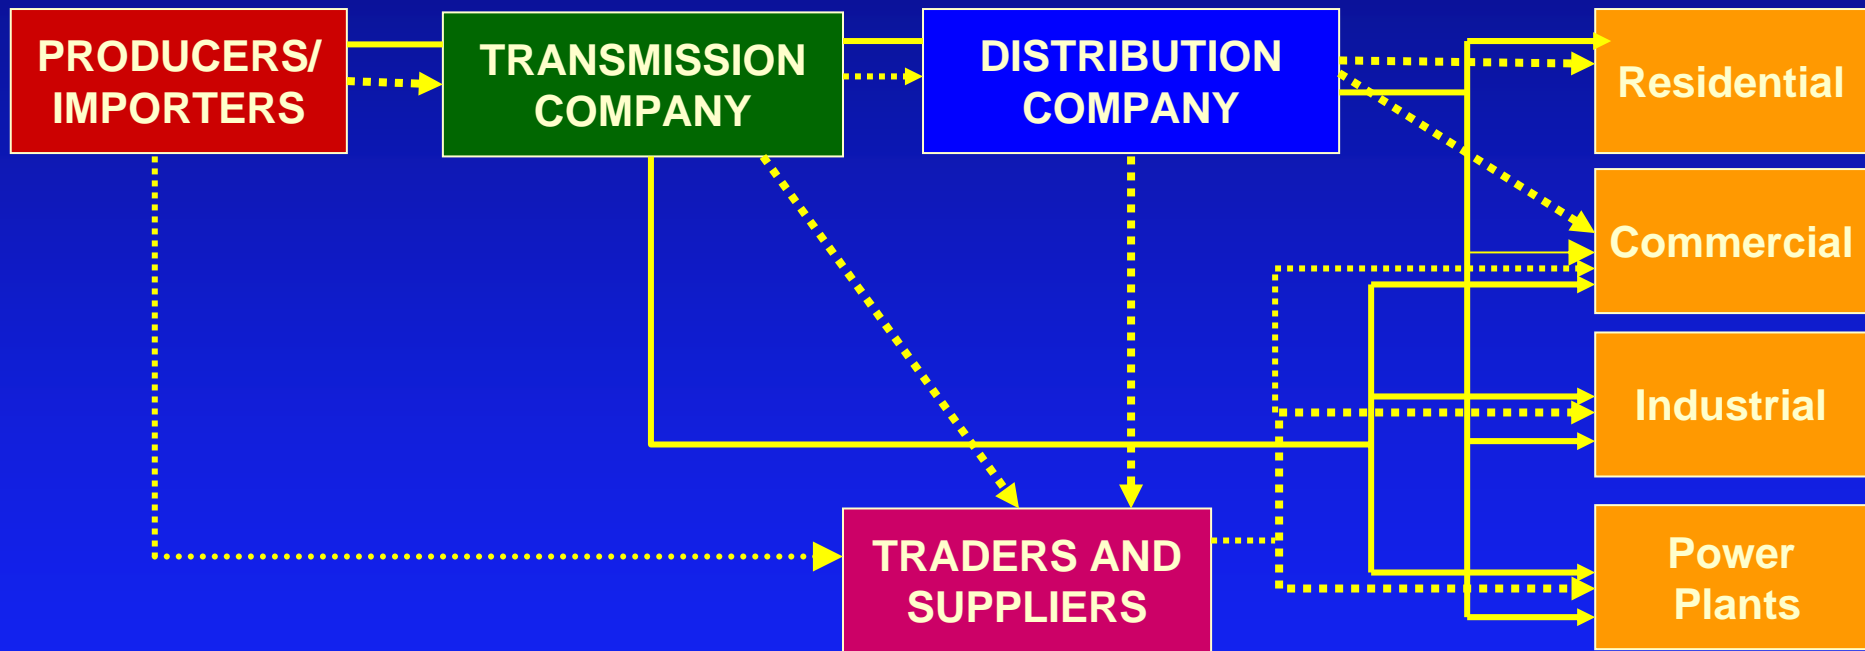 PRODUCERS/
IMPORTERS
TRANSMISSION
COMPANY
DISTRIBUTION
COMPANY
Residential
Commercial
Industrial
Power
Plants
TRADERS AND
SUPPLIERS